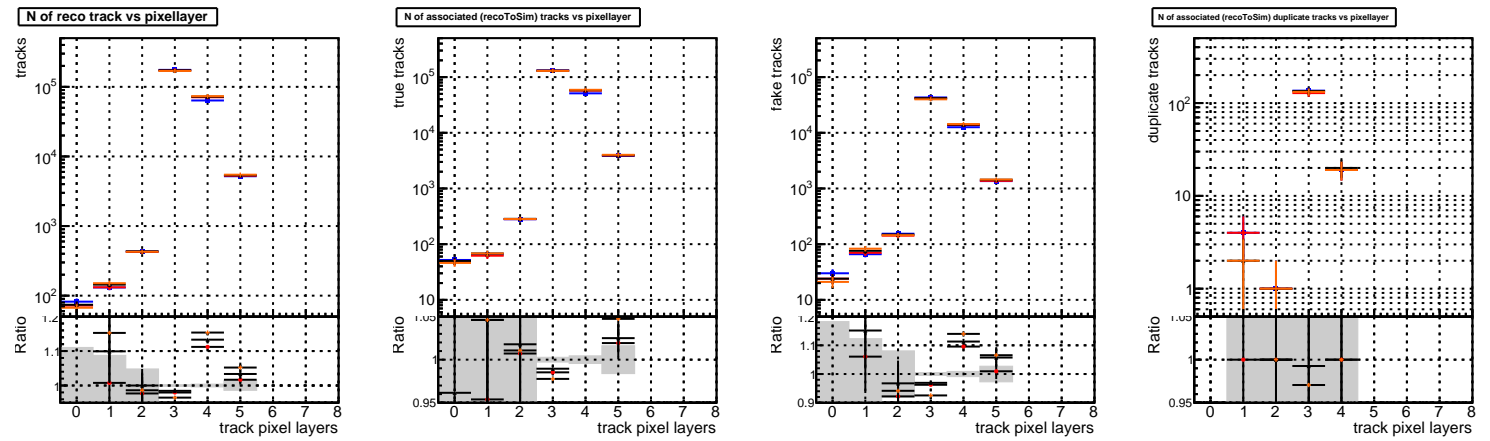 N of reco track vs pixellayer
tracks
10^5
10^4
10^3
10^2
Ratio
1.2
1.1
1
0 1 2 3 4 5 6 7 8
track pixel layers
N of associated (recoToSim) tracks vs pixellayer
true tracks
10^5
10^4
10^3
10^2
10
Ratio
1.05
1
0.95
0 1 2 3 4 5 6 7 8
track pixel layers
fake tracks
10^5
10^4
10^3
10^2
10
Ratio
1.2
1.1
1
0.9
0 1 2 3 4 5 6 7 8
track pixel layers
N of associated (recoToSim) duplicate tracks vs pixellayer
duplicate tracks
10^2
10
1
Ratio
1.05
1
0.95
0 1 2 3 4 5 6 7 8
track pixel layers